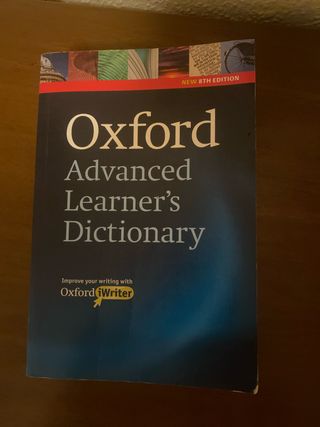 NEW 8TH EDITION
Oxford
Advanced
Learner's
Dictionary
Improve your writing with
Oxford iWriter